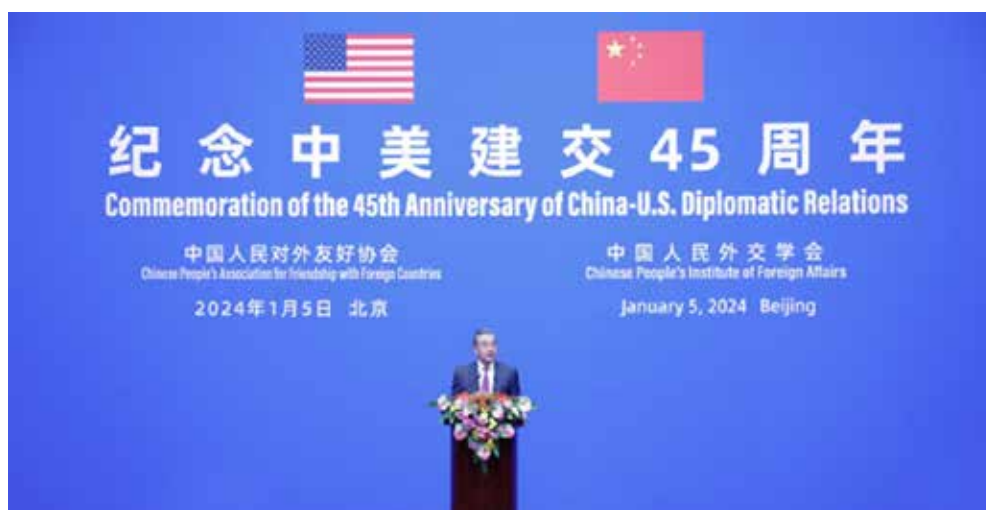 纪念中美建交45周年
Commemoration of the 45th Anniversary of China-U.S. Diplomatic Relations
中国人民对外友好协会
Chinese People's Association for Friendship with Foreign Countries
中国人民外交学会
Chinese People's Institute of Foreign Affairs
2024年1月5日 北京
January 5, 2024 Beijing